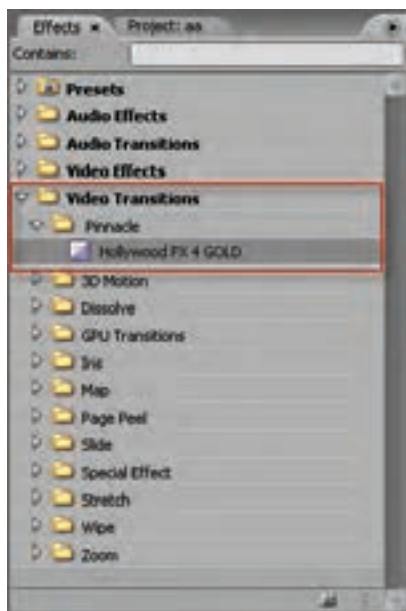 Effects × Project: aa
Contains:
Presets
Audio Effects
Audio Transitions
Video Effects
Video Transitions
Pinnacle
Hollywood FX 4 GOLD
3D Motion
Dissolve
GPU Transitions
Iris
Map
Page Peel
Slide
Special Effect
Stretch
Wipe
Zoom